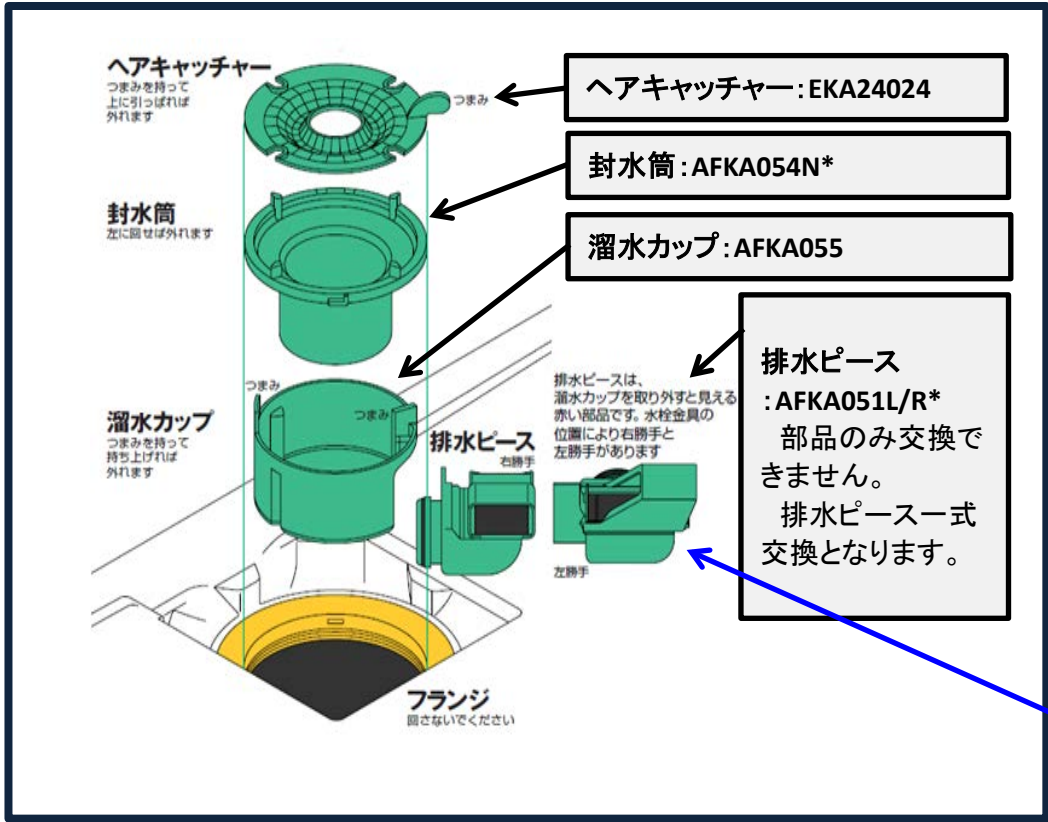 ヘアキャッチャー
つまみを持って
上に引っぱれば
外れます
つまみ
ヘアキャッチャー:EKA24024
封水筒:AFKA054N*
封水筒
左に回せば外れます
溜水カップ:AFKA055
つまみ
つまみ
溜水カップ
つまみを持って
持ち上げれば
外れます
排水ピース
右勝手
排水ピースは、
溜水カップを取り外すと見える
赤い部品です。水栓金具の
位置により右勝手と
左勝手があります
左勝手
排水ピース
:AFKA051L/R*
部品のみ交換で
きません。
排水ピース一式
交換となります。
フランジ
回さないでください